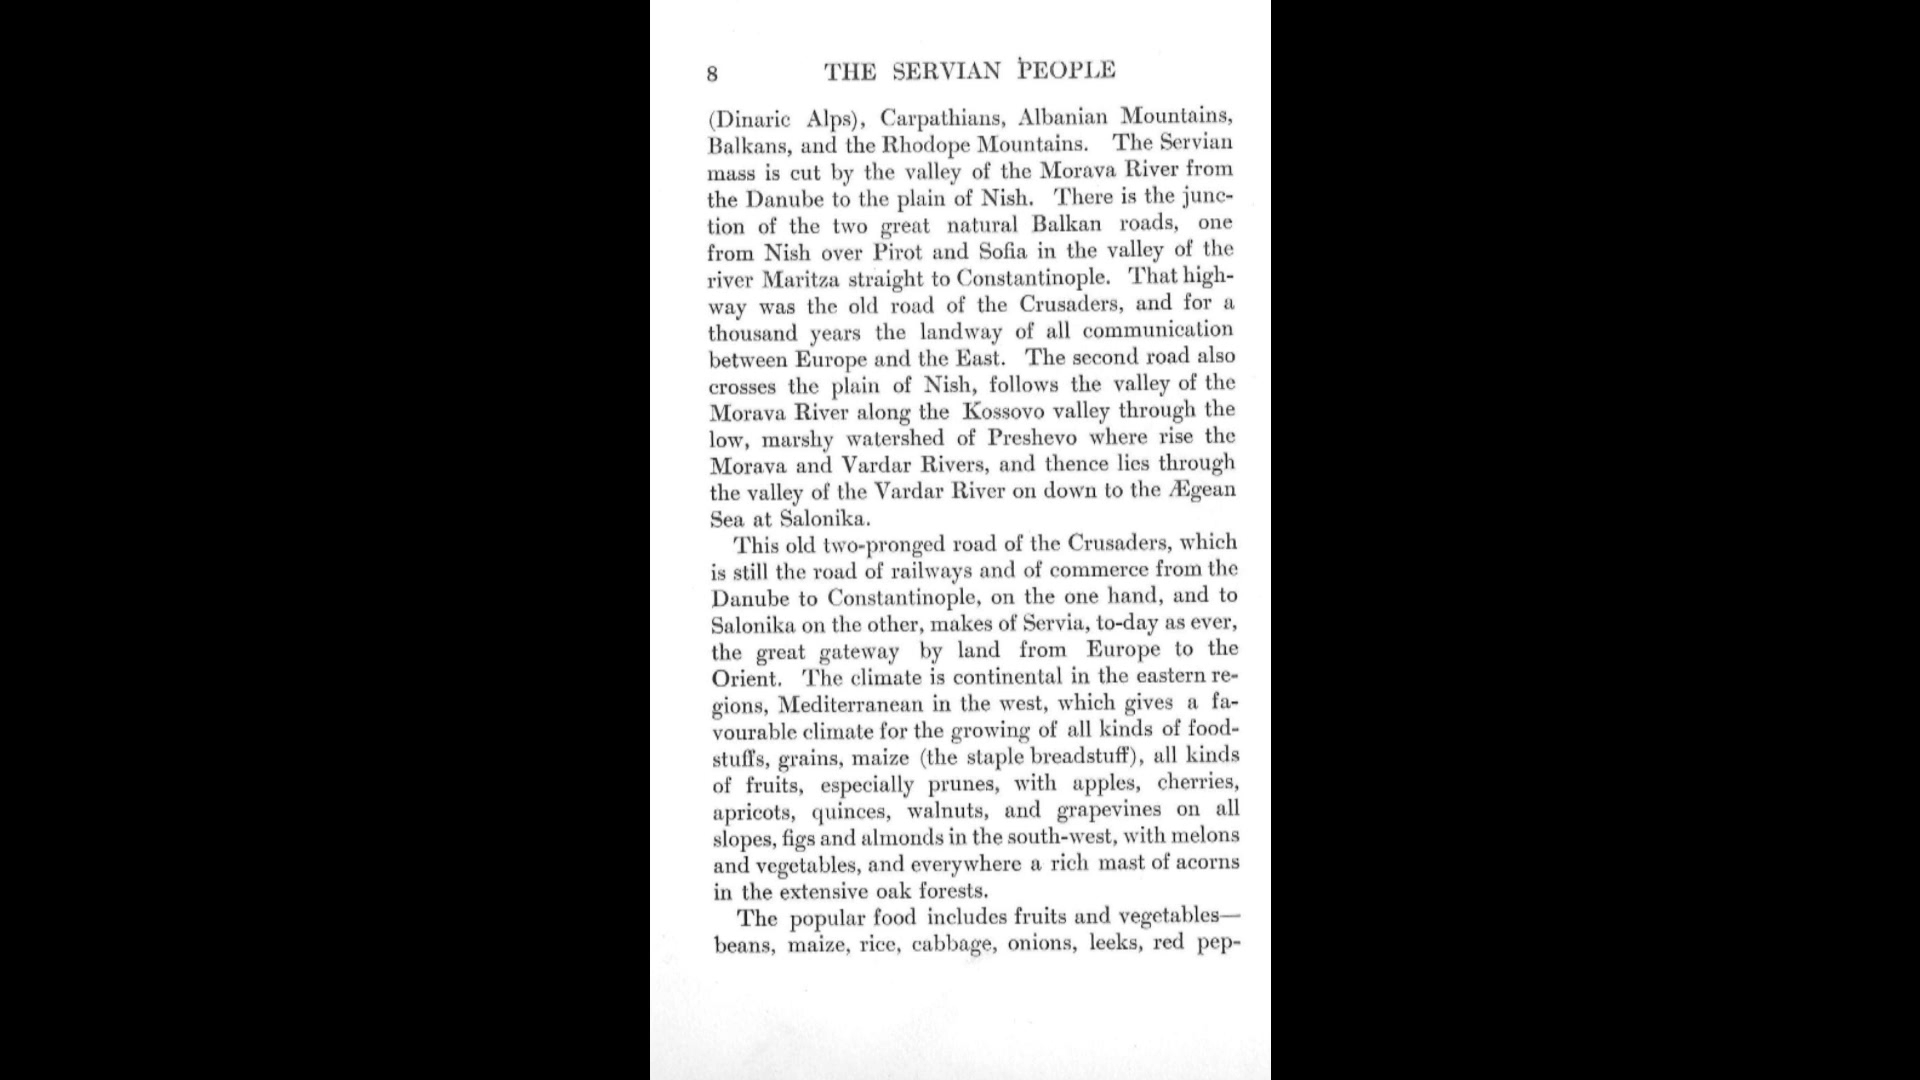 8 THE SERVIAN PEOPLE
(Dinaric Alps), Carpathians, Albanian Mountains,
Balkans, and the Rhodope Mountains. The Servian
mass is cut by the valley of the Morava River from
the Danube to the plain of Nish. There is the junc-
tion of the two great natural Balkan roads, one
from Nish over Pirot and Sofia in the valley of the
river Maritza straight to Constantinople. That high-
way was the old road of the Crusaders, and for a
thousand years the landway of all communication
between Europe and the East. The second road also
crosses the plain of Nish, follows the valley of the
Morava River along the Kossovo valley through the
low, marshy watershed of Preshevo where rise the
Morava and Vardar Rivers, and thence lies through
the valley of the Vardar River on down to the Ægean
Sea at Salonika.
This old two-pronged road of the Crusaders, which
is still the road of railways and of commerce from the
Danube to Constantinople, on the one hand, and to
Salonika on the other, makes of Servia, to-day as ever,
the great gateway by land from Europe to the
Orient. The climate is continental in the eastern re-
gions, Mediterranean in the west, which gives a fa-
vourable climate for the growing of all kinds of food-
stuffs, grains, maize (the staple breadstuff), all kinds
of fruits, especially prunes, with apples, cherries,
apricots, quinces, walnuts, and grapevines on all
slopes, figs and almonds in the south-west, with melons
and vegetables, and everywhere a rich mast of acorns
in the extensive oak forests.
The popular food includes fruits and vegetables—
beans, maize, rice, cabbage, onions, leeks, red pep-